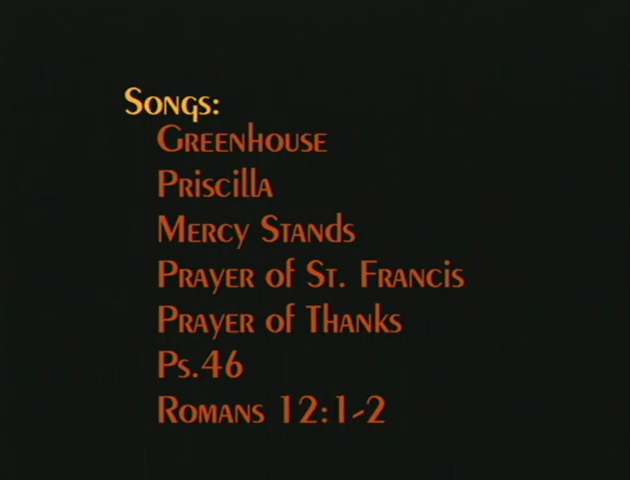 Songs:
Greenhouse
Priscilla
Mercy Stands
Prayer of St. Francis
Prayer of Thanks
Ps.46
Romans 12:1-2